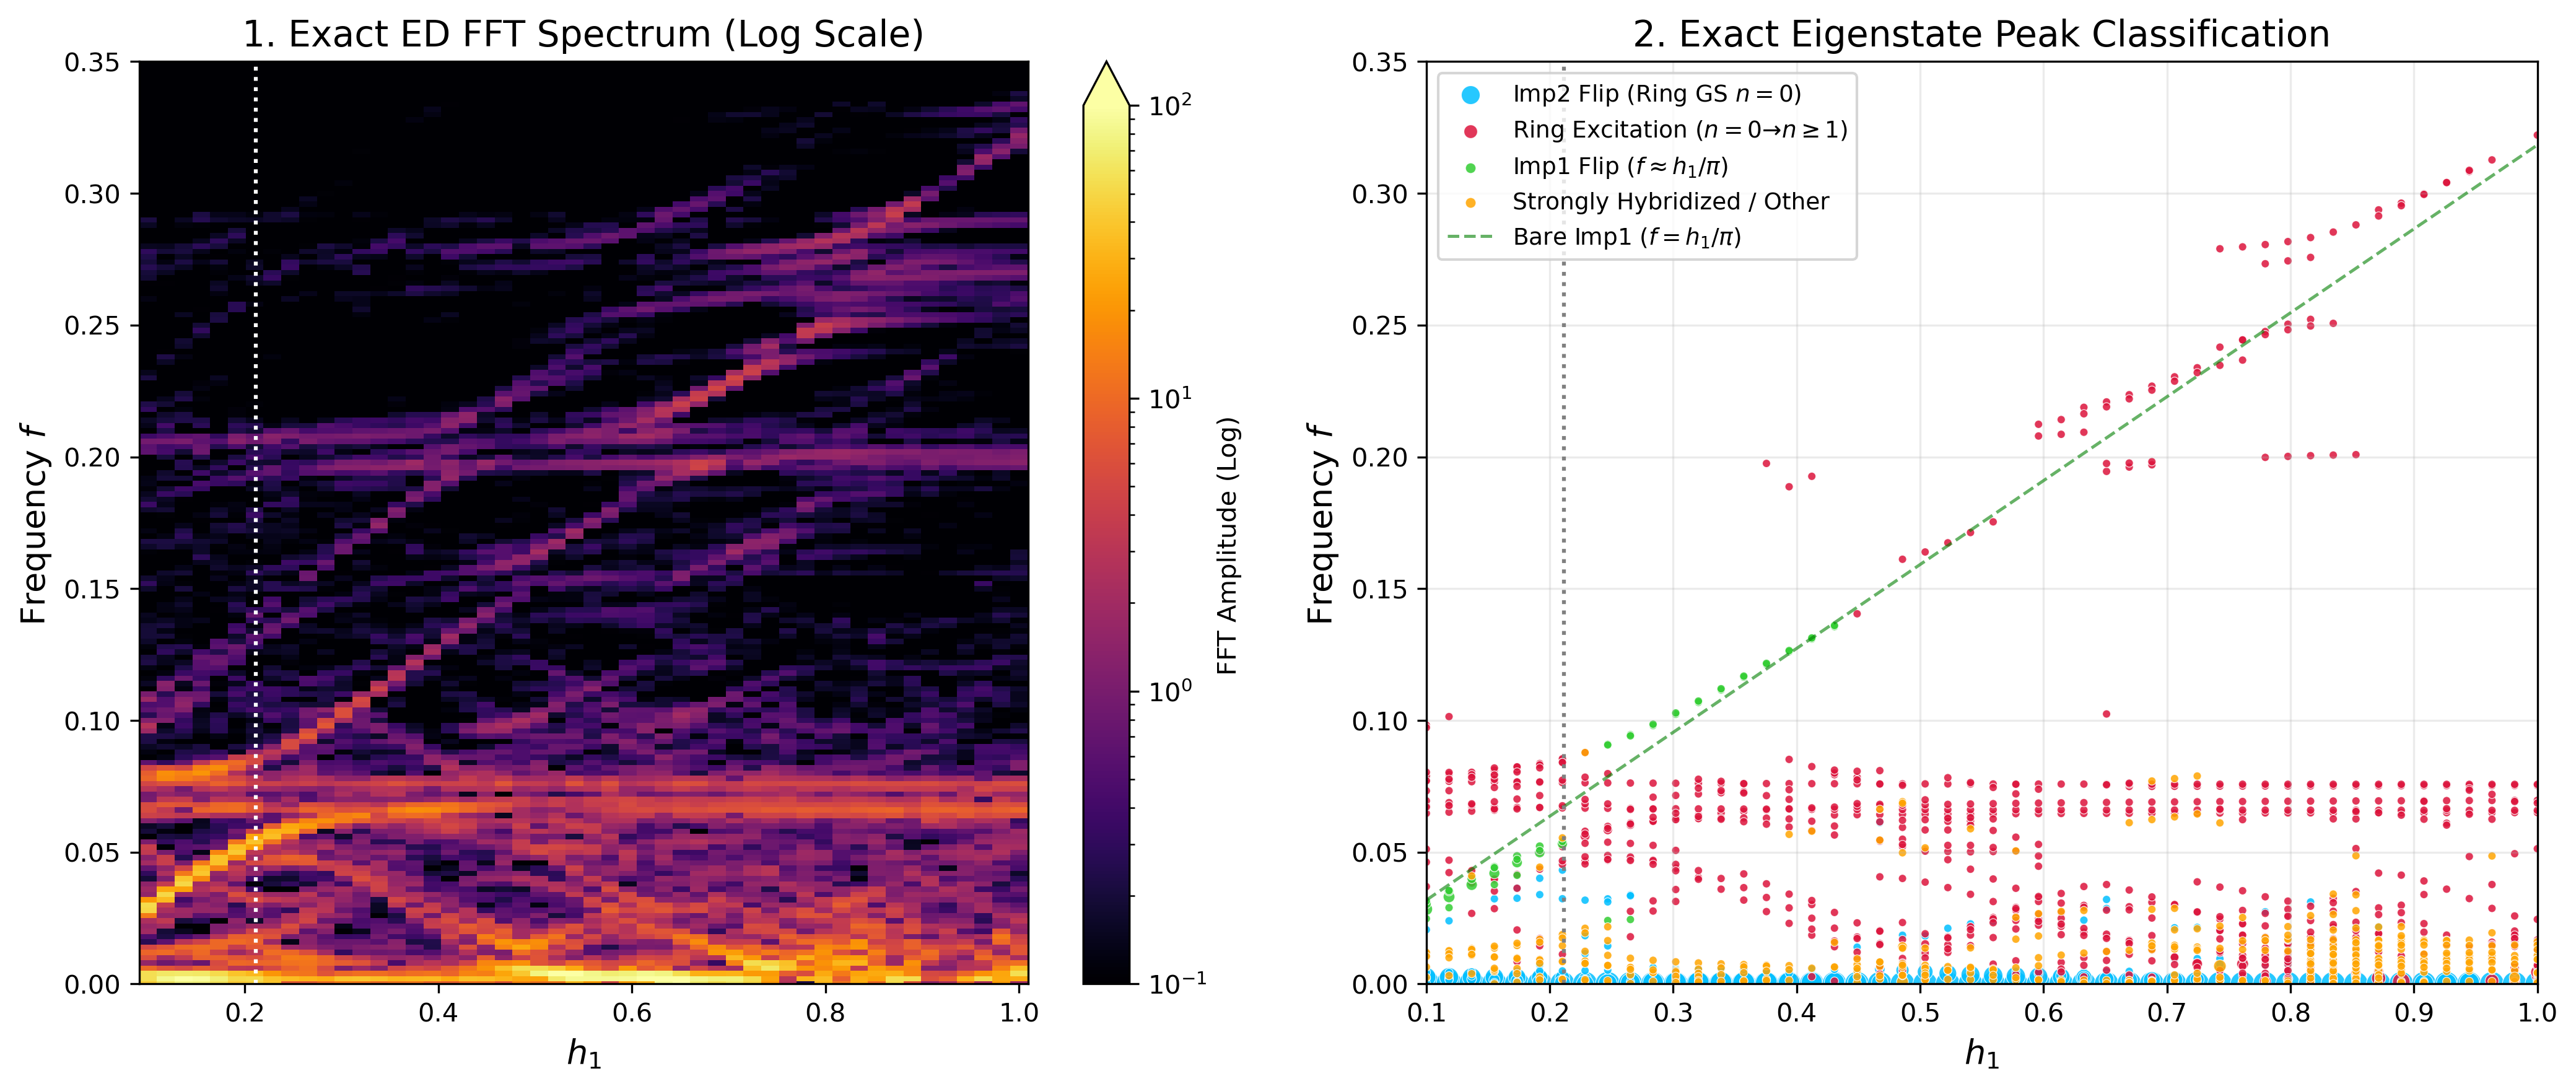 1. Exact ED FFT Spectrum (Log Scale)
0.35
0.30
0.25
0.20
0.15
0.10
0.05
0.00
Frequency f
0.2
0.4
0.6
0.8
1.0
h₁
10²
10¹
10⁰
10⁻¹
FFT Amplitude (Log)
2. Exact Eigenstate Peak Classification
Imp2 Flip (Ring GS n = 0)
Ring Excitation (n = 0→n ≥ 1)
Imp1 Flip (f ≈ h₁/π)
Strongly Hybridized / Other
Bare Imp1 (f = h₁/π)
0.35
0.30
0.25
0.20
0.15
0.10
0.05
0.00
Frequency f
0.1
0.2
0.3
0.4
0.5
0.6
0.7
0.8
0.9
1.0
h₁